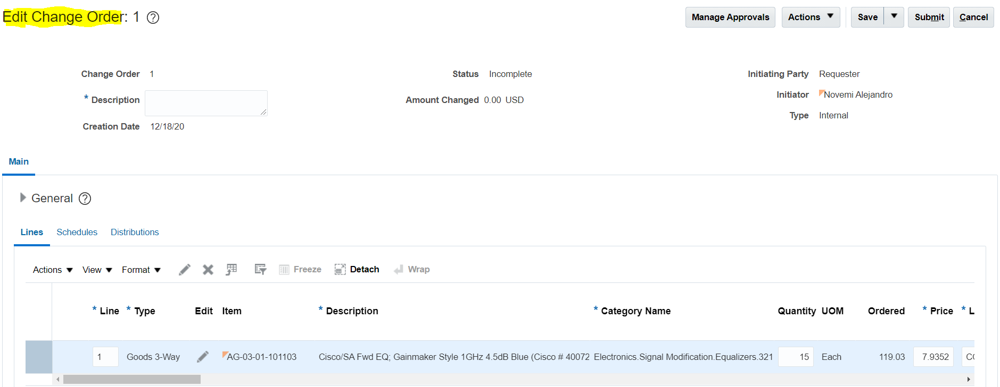 Edit Change Order: 1 ?
Manage Approvals Actions Save Submit Cancel
Change Order 1
Status Incomplete
Initiating Party Requester
* Description
Amount Changed 0.00 USD
Initiator Novemi Alejandro
Type Internal
Creation Date 12/18/20
Main
General ?
Lines Schedules Distributions
Actions View Format Freeze Detach Wrap
* Line * Type Edit Item * Description * Category Name Quantity UOM Ordered * Price * L
1 Goods 3-Way AG-03-01-101103 Cisco/SA Fwd EQ; Gainmaker Style 1GHz 4.5dB Blue (Cisco # 40072 Electronics.Signal Modification.Equalizers.321 15 Each 119.03 7.9352